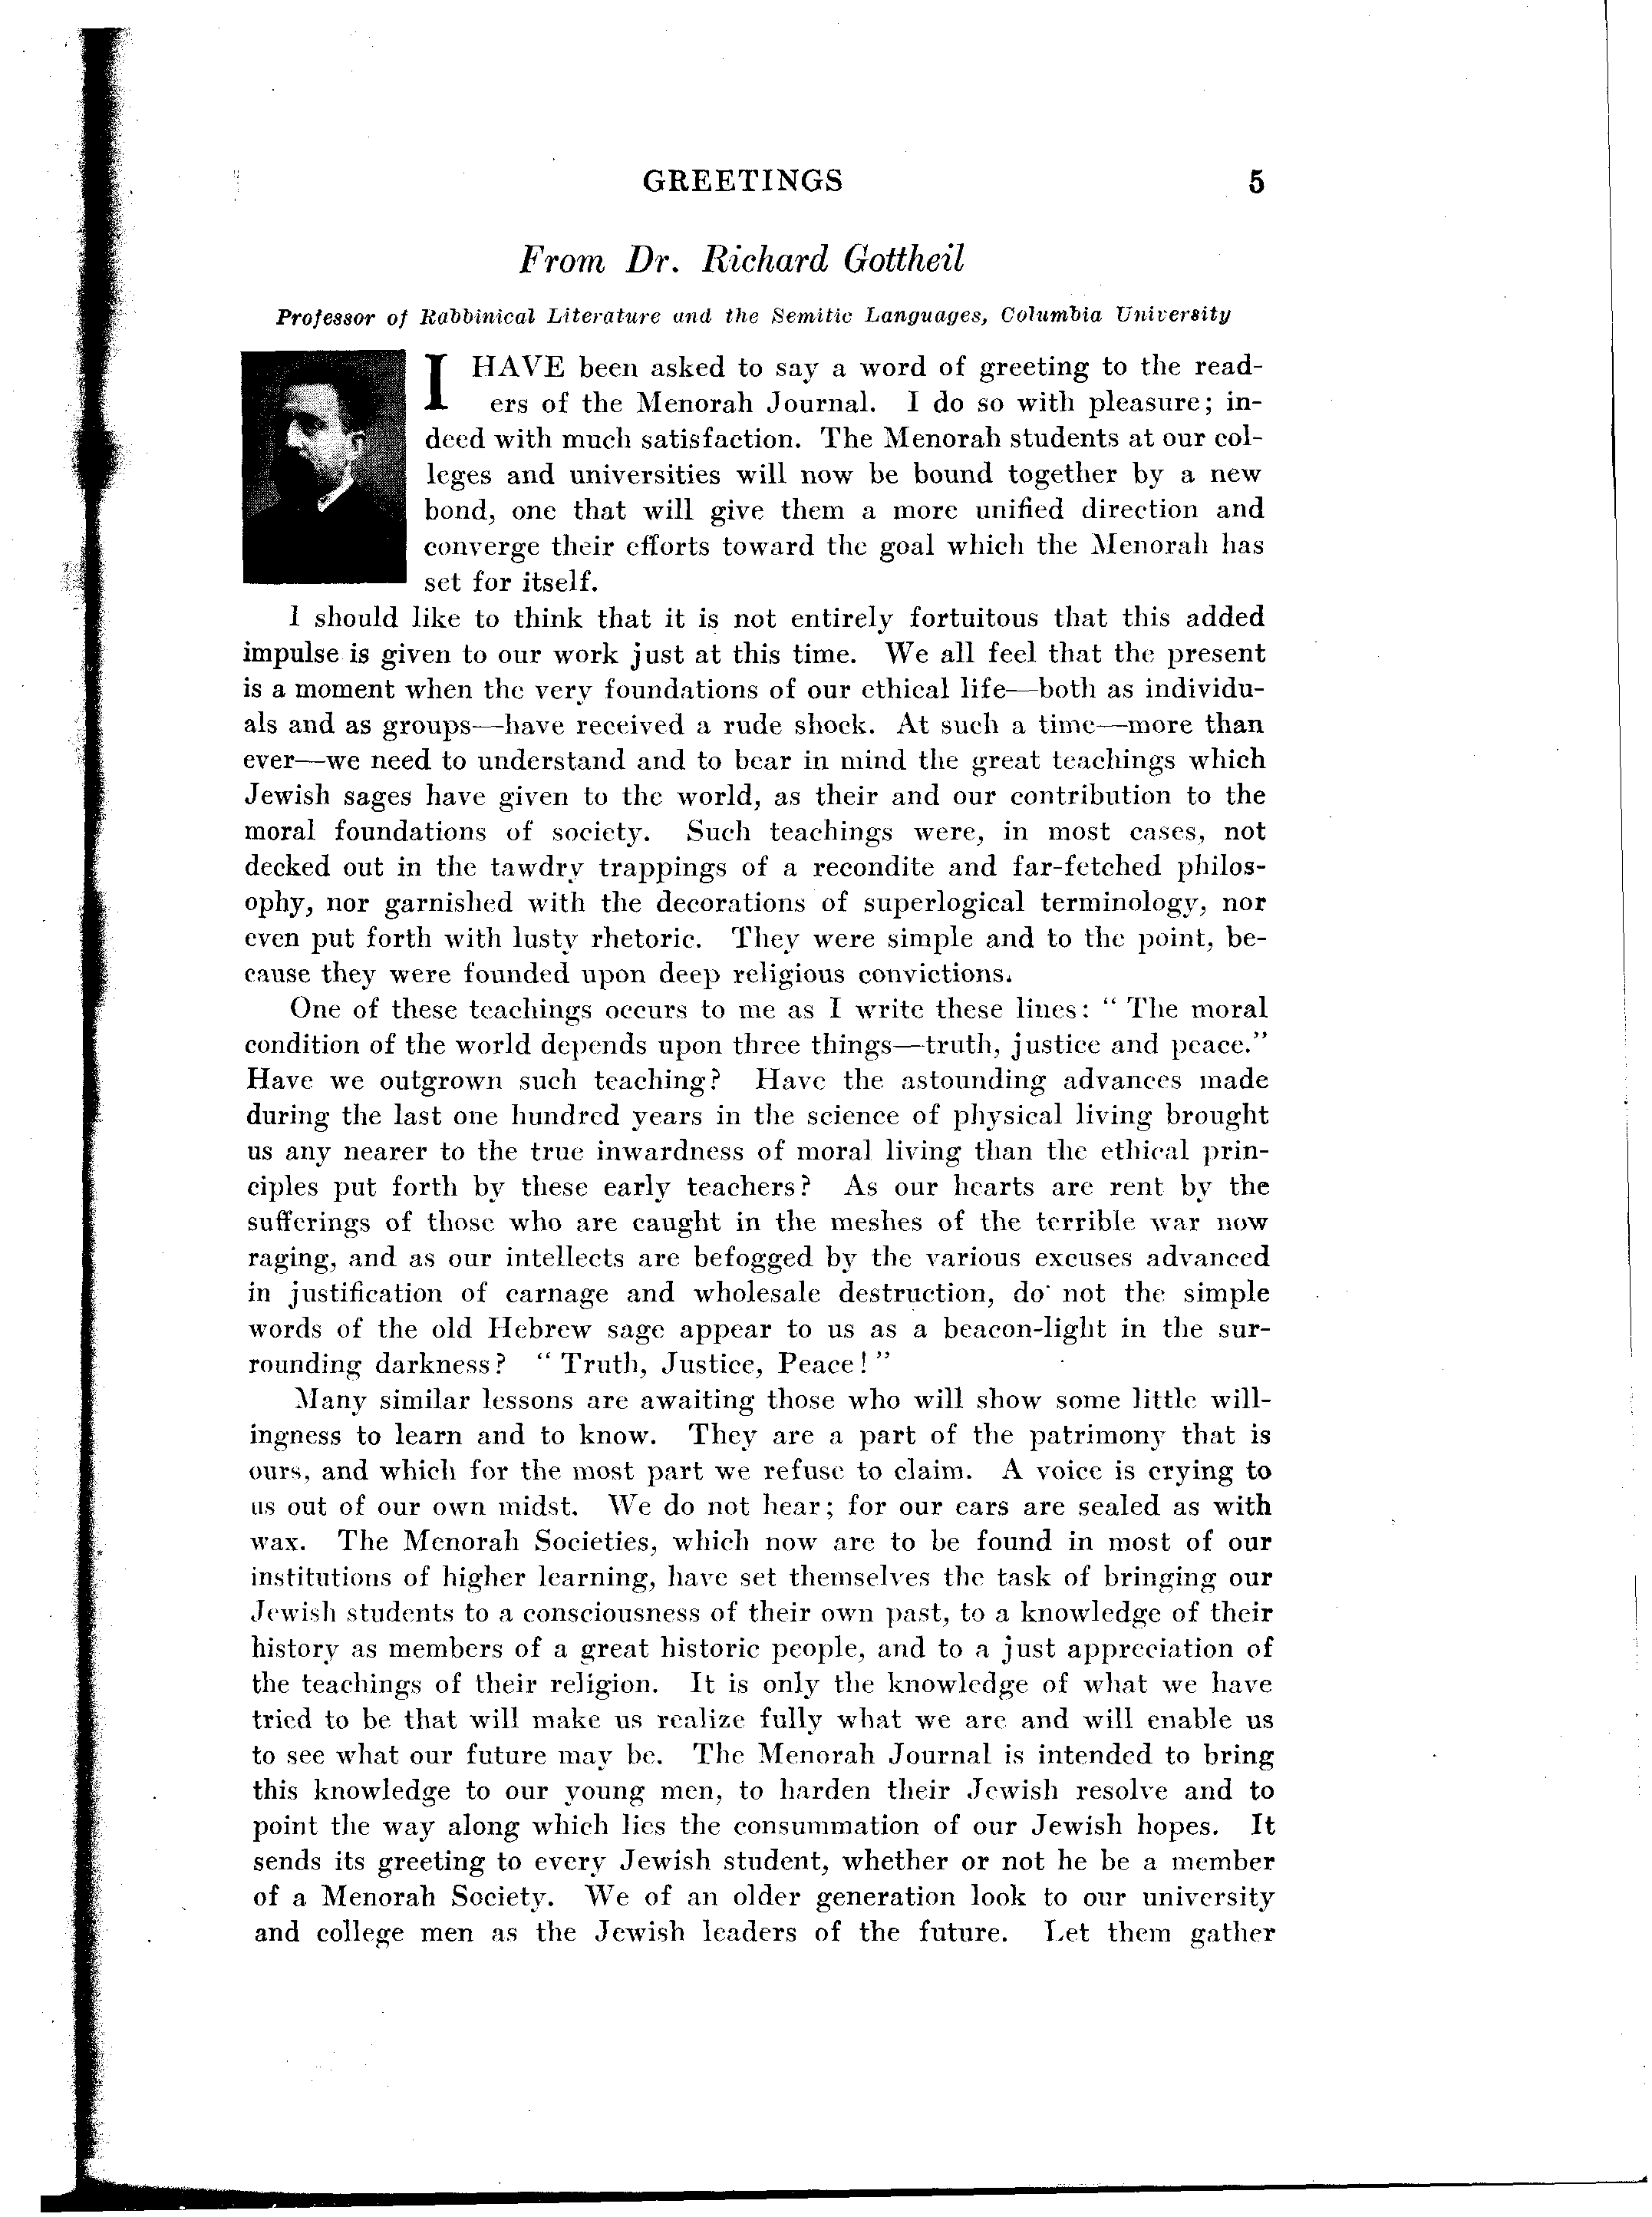 GREETINGS 5
From Dr. Richard Gottheil
Professor of Rabbinical Literature and the Semitic Languages, Columbia University
I HAVE been asked to say a word of greeting to the read-
ers of the Menorah Journal. I do so with pleasure; in-
deed with much satisfaction. The Menorah students at our col-
leges and universities will now be bound together by a new
bond, one that will give them a more unified direction and
converge their efforts toward the goal which the Menorah has
set for itself.
I should like to think that it is not entirely fortuitous that this added
impulse is given to our work just at this time. We all feel that the present
is a moment when the very foundations of our ethical life—both as individu-
als and as groups—have received a rude shock. At such a time—more than
ever—we need to understand and to bear in mind the great teachings which
Jewish sages have given to the world, as their and our contribution to the
moral foundations of society. Such teachings were, in most cases, not
decked out in the tawdry trappings of a recondite and far-fetched philos-
ophy, nor garnished with the decorations of superlogical terminology, nor
even put forth with lusty rhetoric. They were simple and to the point, be-
cause they were founded upon deep religious convictions.
One of these teachings occurs to me as I write these lines: “ The moral
condition of the world depends upon three things—truth, justice and peace.”
Have we outgrown such teaching? Have the astounding advances made
during the last one hundred years in the science of physical living brought
us any nearer to the true inwardness of moral living than the ethical prin-
ciples put forth by these early teachers? As our hearts are rent by the
sufferings of those who are caught in the meshes of the terrible war now
raging, and as our intellects are befogged by the various excuses advanced
in justification of carnage and wholesale destruction, do not the simple
words of the old Hebrew sage appear to us as a beacon-light in the sur-
rounding darkness? “ Truth, Justice, Peace! ”
Many similar lessons are awaiting those who will show some little will-
ingness to learn and to know. They are a part of the patrimony that is
ours, and which for the most part we refuse to claim. A voice is crying to
us out of our own midst. We do not hear; for our ears are sealed as with
wax. The Menorah Societies, which now are to be found in most of our
institutions of higher learning, have set themselves the task of bringing our
Jewish students to a consciousness of their own past, to a knowledge of their
history as members of a great historic people, and to a just appreciation of
the teachings of their religion. It is only the knowledge of what we have
tried to be that will make us realize fully what we are and will enable us
to see what our future may be. The Menorah Journal is intended to bring
this knowledge to our young men, to harden their Jewish resolve and to
point the way along which lies the consummation of our Jewish hopes. It
sends its greeting to every Jewish student, whether or not he be a member
of a Menorah Society. We of an older generation look to our university
and college men as the Jewish leaders of the future. Let them gather